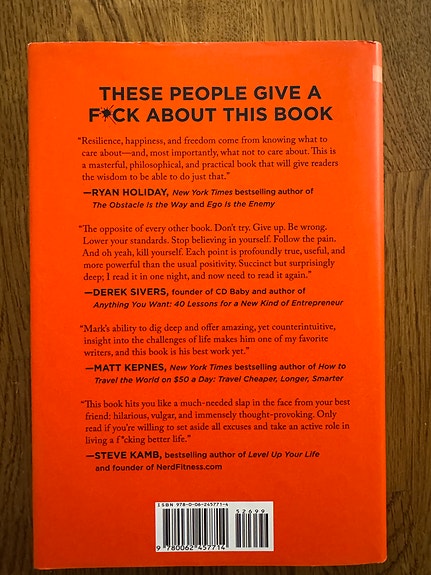 THESE PEOPLE GIVE A
F*CK ABOUT THIS BOOK
“Resilience, happiness, and freedom come from knowing what to
care about—and, most importantly, what not to care about. This is
a masterful, philosophical, and practical book that will give readers
the wisdom to be able to do just that.”
—RYAN HOLIDAY, New York Times bestselling author of
The Obstacle Is the Way and Ego Is the Enemy
“The opposite of every other book. Don’t try. Give up. Be wrong.
Lower your standards. Stop believing in yourself. Follow the pain.
And oh yeah, kill yourself. Each point is profoundly true, useful, and
more powerful than the usual positivity. Succinct but surprisingly
deep; I read it in one night, and now need to read it again.”
—DEREK SIVERS, founder of CD Baby and author of
Anything You Want: 40 Lessons for a New Kind of Entrepreneur
“Mark’s ability to dig deep and offer amazing, yet counterintuitive,
insight into the challenges of life makes him one of my favorite
writers, and this book is his best work yet.”
—MATT KEPNES, New York Times bestselling author of How to
Travel the World on $50 a Day: Travel Cheaper, Longer, Smarter
“This book hits you like a much-needed slap in the face from your best
friend: hilarious, vulgar, and immensely thought-provoking. Only
read if you’re willing to set aside all excuses and take an active role in
living a f*cking better life.”
—STEVE KAMB, bestselling author of Level Up Your Life
and founder of NerdFitness.com
ISBN 978-0-06-245771-4
52699
9 780062 457714